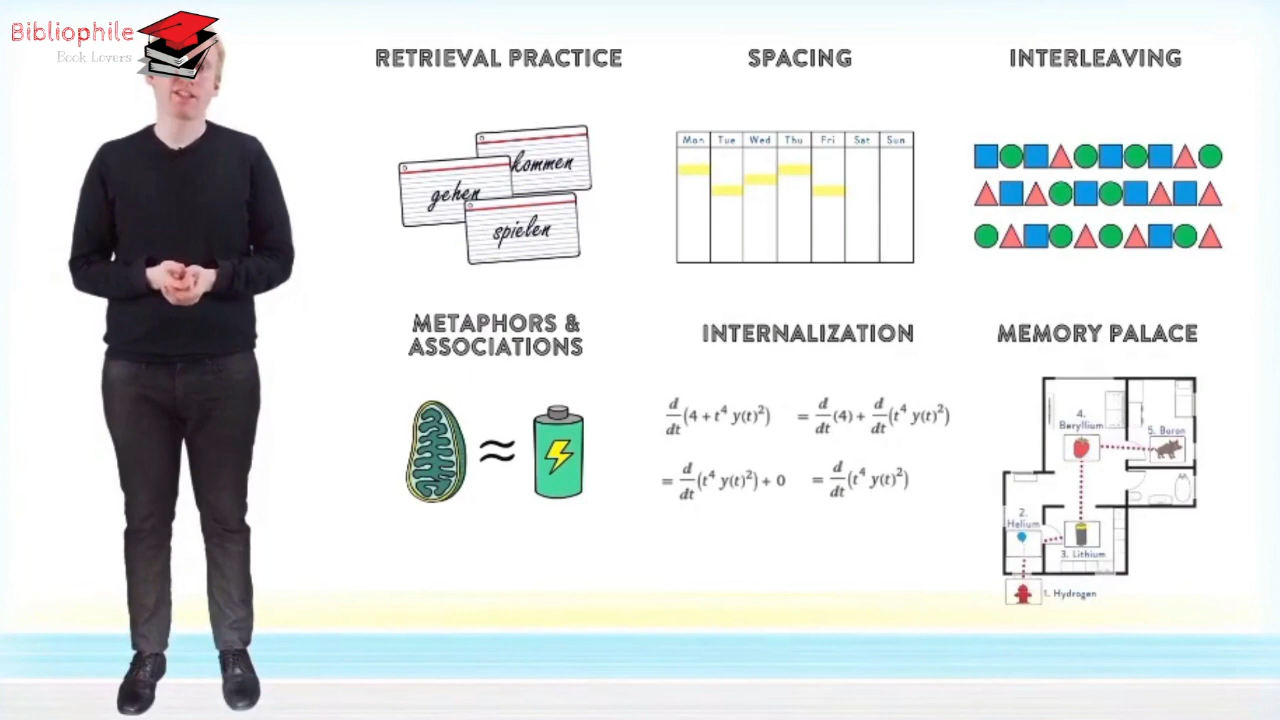 Bibliophile
Book Lovers
RETRIEVAL PRACTICE
SPACING
INTERLEAVING
kommen
gehen
spielen
Mon Tue Wed Thu Fri Sat Sun
METAPHORS &
ASSOCIATIONS
INTERNALIZATION
MEMORY PALACE
≈
d/dt(4 + t⁴ y(t)²) = d/dt(4) + d/dt(t⁴ y(t)²)
= d/dt(t⁴ y(t)²) + 0 = d/dt(t⁴ y(t)²)
4.
Beryllium
5. Boron
2.
Helium
3. Lithium
1. Hydrogen